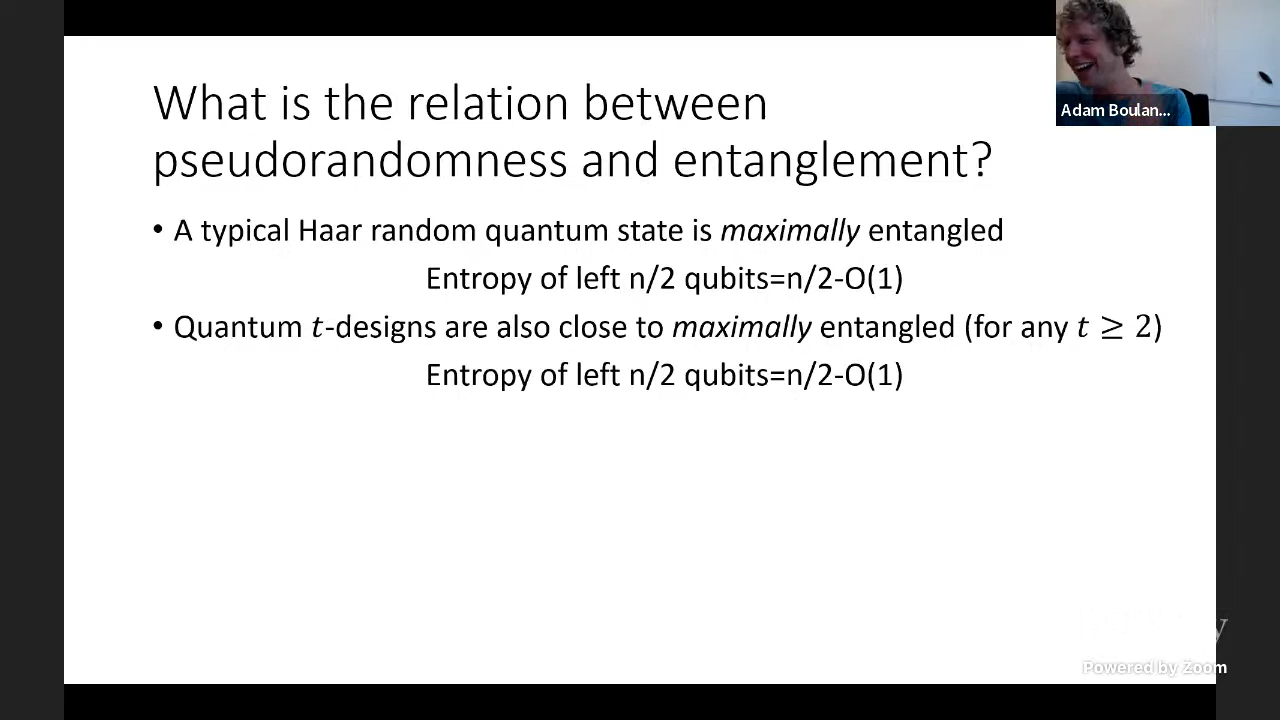 What is the relation between
pseudorandomness and entanglement?
• A typical Haar random quantum state is maximally entangled
Entropy of left n/2 qubits=n/2-O(1)
• Quantum t-designs are also close to maximally entangled (for any t ≥ 2)
Entropy of left n/2 qubits=n/2-O(1)
Adam Boulan...
y
Powered by Zoom